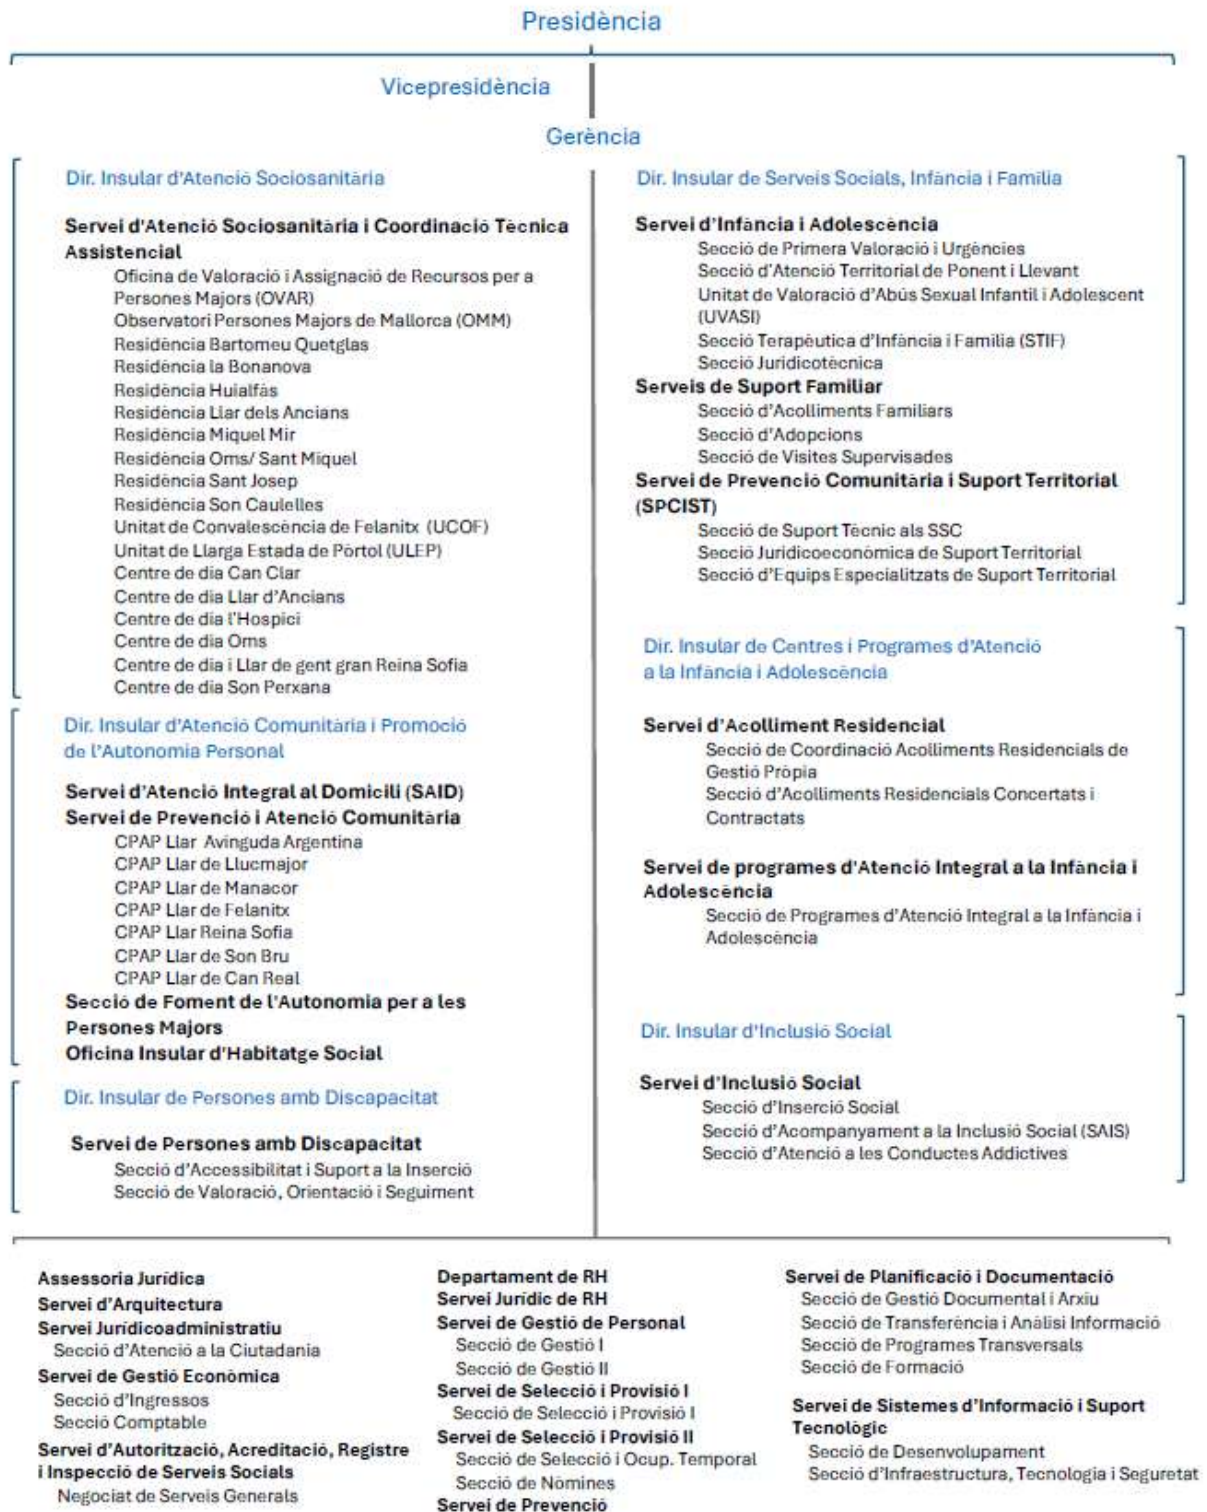 Presidència
Vicepresidència
Gerència
Dir. Insular d'Atenció Sociosanitària
Servei d'Atenció Sociosanitària i Coordinació Tècnica
Assistencial
Oficina de Valoració i Assignació de Recursos per a
Persones Majors (OVAR)
Observatori Persones Majors de Mallorca (OMM)
Residència Bartomeu Quetglas
Residència la Bonanova
Residència Huialfàs
Residència Llar dels Ancians
Residència Miquel Mir
Residència Oms/ Sant Miquel
Residència Sant Josep
Residència Son Caulelles
Unitat de Convalescència de Felanitx (UCOF)
Unitat de Llarga Estada de Pòrtol (ULEP)
Centre de dia Can Clar
Centre de dia Llar d'Ancians
Centre de dia l'Hospici
Centre de dia Oms
Centre de dia i Llar de gent gran Reina Sofia
Centre de dia Son Perxana
Dir. Insular d'Atenció Comunitària i Promoció
de l'Autonomia Personal
Servei d'Atenció Integral al Domicili (SAID)
Servei de Prevenció i Atenció Comunitària
CPAP Llar Avinguda Argentina
CPAP Llar de Llucmajor
CPAP Llar de Manacor
CPAP Llar de Felanitx
CPAP Llar Reina Sofia
CPAP Llar de Son Bru
CPAP Llar de Can Real
Secció de Foment de l'Autonomia per a les
Persones Majors
Oficina Insular d'Habitatge Social
Dir. Insular de Persones amb Discapacitat
Servei de Persones amb Discapacitat
Secció d'Accessibilitat i Suport a la Inserció
Secció de Valoració, Orientació i Seguiment
Dir. Insular de Serveis Socials, Infància i Família
Servei d'Infància i Adolescència
Secció de Primera Valoració i Urgències
Secció d'Atenció Territorial de Ponent i Llevant
Unitat de Valoració d'Abús Sexual Infantil i Adolescent
(UVASI)
Secció Terapèutica d'Infància i Família (STIF)
Secció Juridicotècnica
Serveis de Suport Familiar
Secció d'Acolliments Familiars
Secció d'Adopcions
Secció de Visites Supervisades
Servei de Prevenció Comunitària i Suport Territorial
(SPCIST)
Secció de Suport Tècnic als SSC
Secció Juridicoeconòmica de Suport Territorial
Secció d'Equips Especialitzats de Suport Territorial
Dir. Insular de Centres i Programes d'Atenció
a la Infància i Adolescència
Servei d'Acolliment Residencial
Secció de Coordinació Acolliments Residencials de
Gestió Pròpia
Secció d'Acolliments Residencials Concertats i
Contractats
Servei de programes d'Atenció Integral a la Infància i
Adolescència
Secció de Programes d'Atenció Integral a la Infància i
Adolescència
Dir. Insular d'Inclusió Social
Servei d'Inclusió Social
Secció d'Inserció Social
Secció d'Acompanyament a la Inclusió Social (SAIS)
Secció d'Atenció a les Conductes Addictives
Assessoria Jurídica
Servei d'Arquitectura
Servei Jurídicoadministratiu
Secció d'Atenció a la Ciutadania
Servei de Gestió Econòmica
Secció d'Ingressos
Secció Comptable
Servei d'Autorització, Acreditació, Registre
i Inspecció de Serveis Socials
Negociat de Serveis Generals
Departament de RH
Servei Jurídic de RH
Servei de Gestió de Personal
Secció de Gestió I
Secció de Gestió II
Servei de Selecció i Provisió I
Secció de Selecció i Provisió I
Servei de Selecció i Provisió II
Secció de Selecció i Ocup. Temporal
Secció de Nòmines
Servei de Prevenció
Servei de Planificació i Documentació
Secció de Gestió Documental i Arxiu
Secció de Transferència i Anàlisi Informació
Secció de Programes Transversals
Secció de Formació
Servei de Sistemes d'Informació i Suport
Tecnològic
Secció de Desenvolupament
Secció d'Infraestructura, Tecnologia i Seguretat